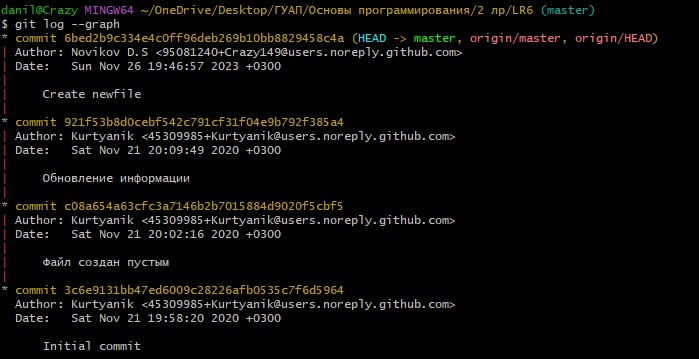 danil@Crazy MINGW64 ~/OneDrive/Desktop/ГУАП/Основы программирования/2 лр/LR6 (master)
$ git log --graph
* commit 6bed2b9c334e4c0ff96deb269b10bb8829458c4a (HEAD -> master, origin/master, origin/HEAD)
| Author: Novikov D.S <95081240+Crazy149@users.noreply.github.com>
| Date:   Sun Nov 26 19:46:57 2023 +0300
|
|     Create newfile
|
* commit 921f53b8d0cebf542c791cf31f04e9b792f385a4
| Author: Kurtyanik <45309985+Kurtyanik@users.noreply.github.com>
| Date:   Sat Nov 21 20:09:49 2020 +0300
|
|     Обновление информации
|
* commit c08a654a63cfc3a7146b2b7015884d9020f5cbf5
| Author: Kurtyanik <45309985+Kurtyanik@users.noreply.github.com>
| Date:   Sat Nov 21 20:02:16 2020 +0300
|
|     Файл создан пустым
|
* commit 3c6e9131bb47ed6009c28226afb0535c7f6d5964
  Author: Kurtyanik <45309985+Kurtyanik@users.noreply.github.com>
  Date:   Sat Nov 21 19:58:20 2020 +0300

      Initial commit